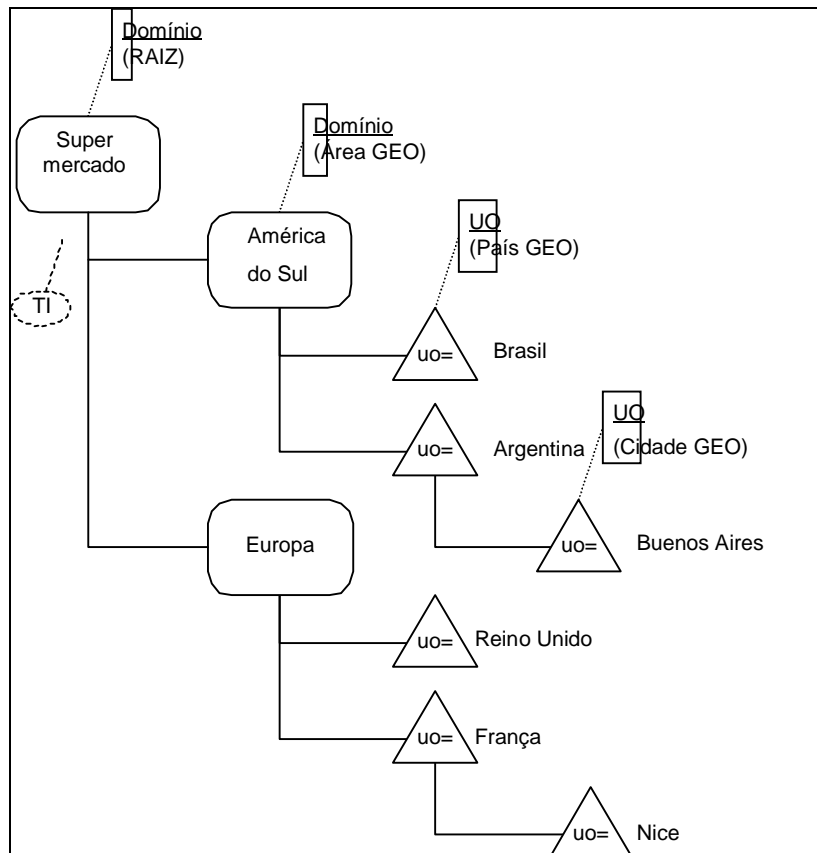 Domínio
(RAIZ)
Super
mercado
Domínio
(Área GEO)
América
do Sul
UO
(País GEO)
TI
uo=
Brasil
UO
(Cidade GEO)
uo=
Argentina
Europa
uo=
Buenos Aires
uo=
Reino Unido
uo=
França
uo=
Nice